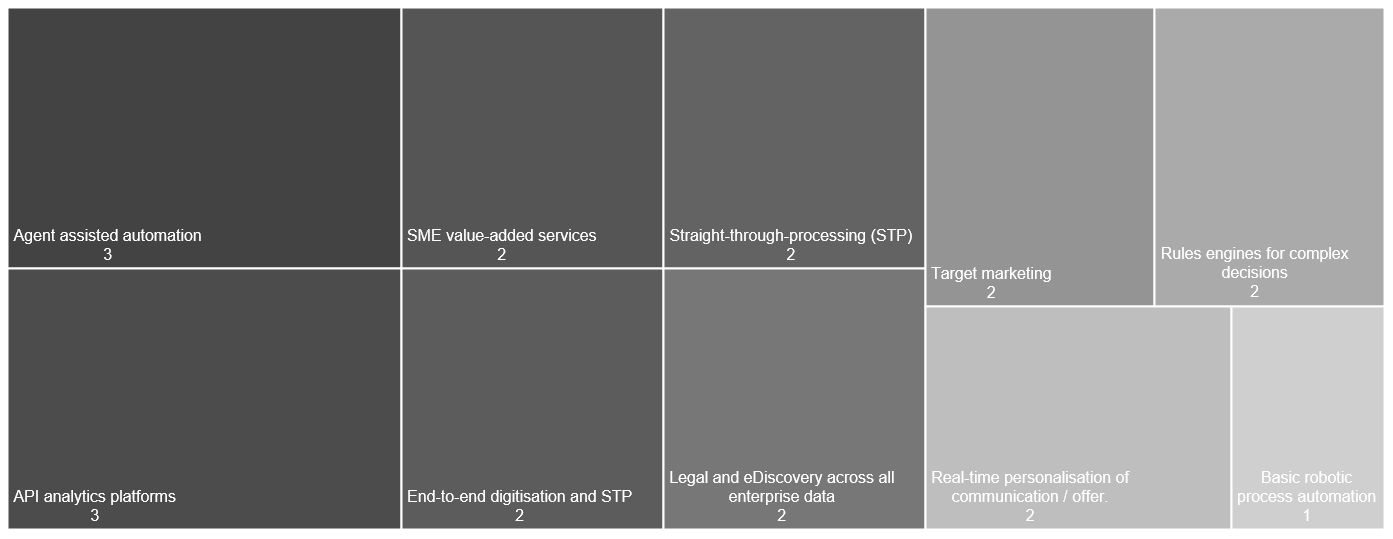 Agent assisted automation
3
SME value-added services
2
Straight-through-processing (STP)
2
Target marketing
2
Rules engines for complex
decisions
2
API analytics platforms
3
End-to-end digitisation and STP
2
Legal and eDiscovery across all
enterprise data
2
Real-time personalisation of
communication / offer.
2
Basic robotic
process automation
1